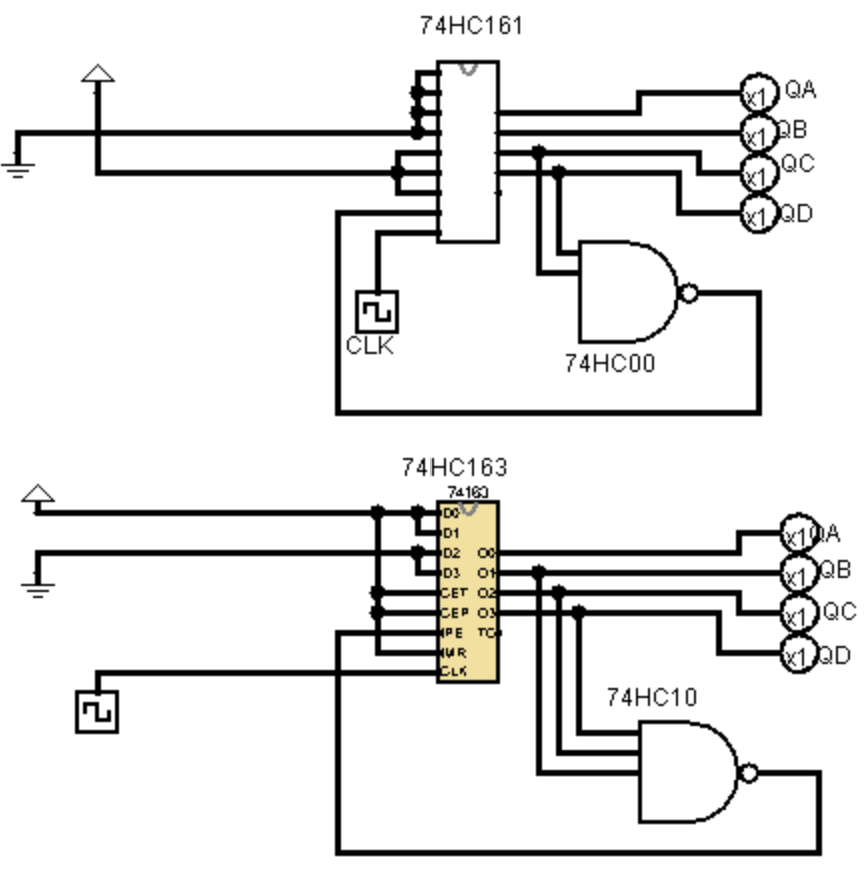 74HC161
x1 QA
x1 QB
x1 QC
x1 QD
CLK
74HC00
74HC163
74163
D0
D1
D2 O0
D3 O1
CET O2
CEP O3
!PE TC
!MR
CLK
x1 QA
x1 QB
x1 QC
x1 QD
74HC10